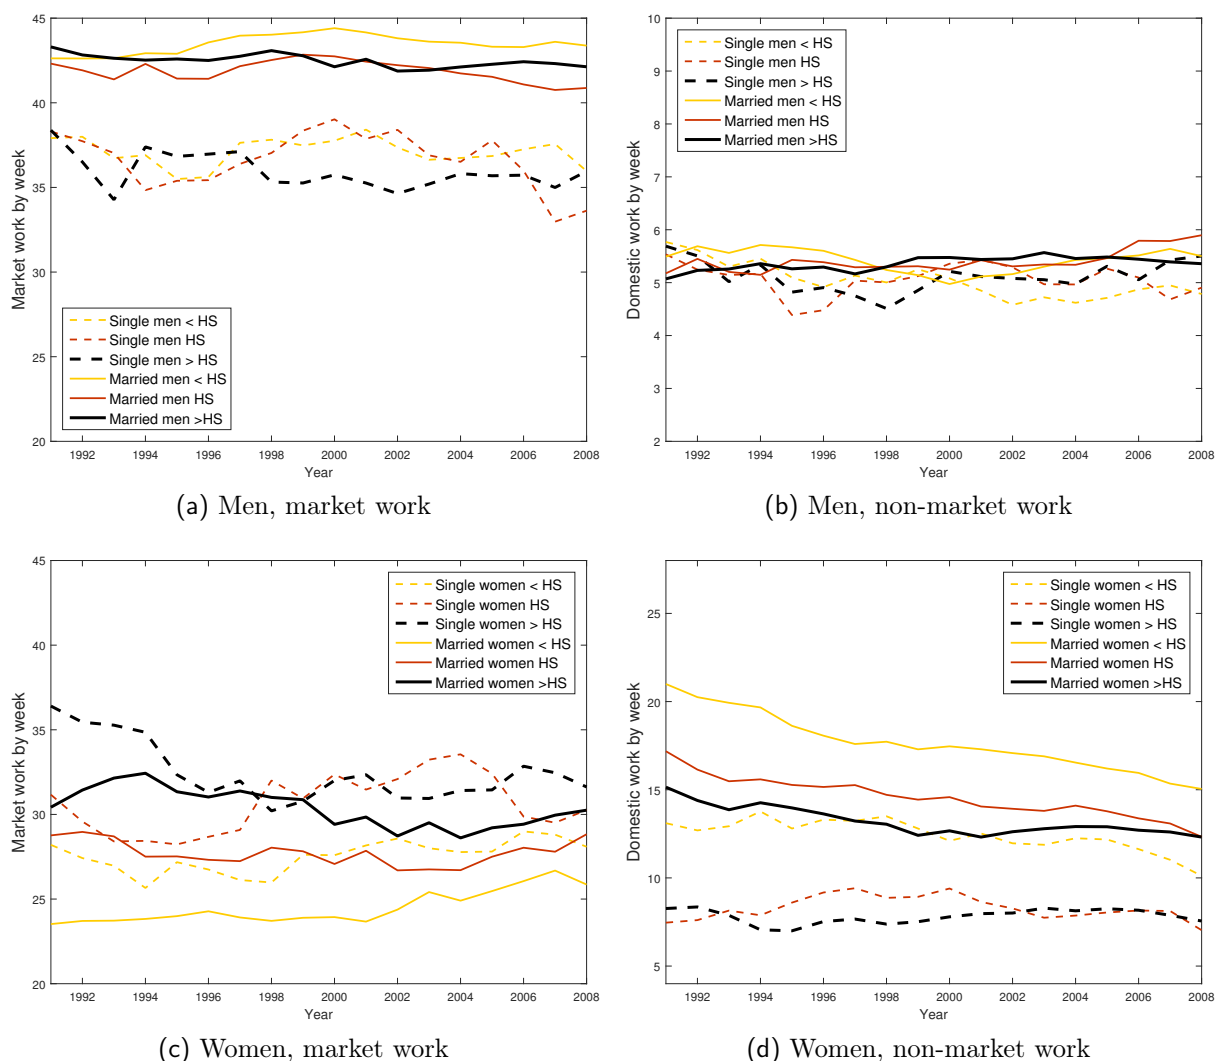 45
40
35
30
25
20
Market work by week
Single men < HS
Single men HS
Single men > HS
Married men < HS
Married men HS
Married men >HS
1992 1994 1996 1998 2000 2002 2004 2006 2008
Year
(a) Men, market work
10
9
8
7
6
5
4
3
2
Domestic work by week
Single men < HS
Single men HS
Single men > HS
Married men < HS
Married men HS
Married men >HS
1992 1994 1996 1998 2000 2002 2004 2006 2008
Year
(b) Men, non-market work
45
40
35
30
25
20
Market work by week
Single women < HS
Single women HS
Single women > HS
Married women < HS
Married women HS
Married women >HS
1992 1994 1996 1998 2000 2002 2004 2006 2008
Year
(c) Women, market work
25
20
15
10
5
Domestic work by week
Single women < HS
Single women HS
Single women > HS
Married women < HS
Married women HS
Married women >HS
1992 1994 1996 1998 2000 2002 2004 2006 2008
Year
(d) Women, non-market work